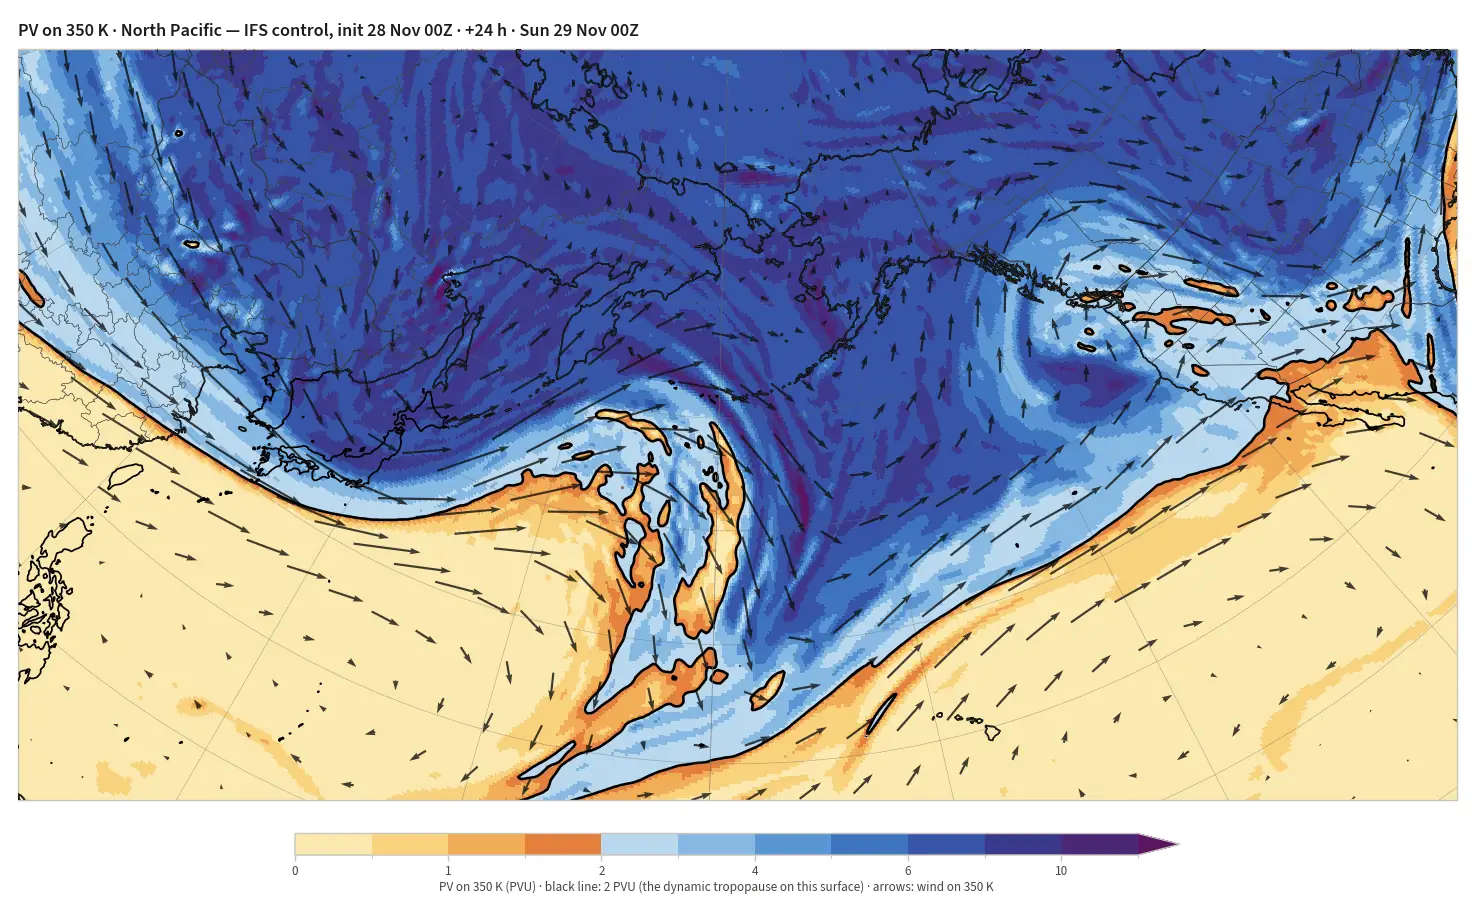 PV on 350 K · North Pacific — IFS control, init 28 Nov 00Z · +24 h · Sun 29 Nov 00Z
0 1 2 4 6 10
PV on 350 K (PVU) · black line: 2 PVU (the dynamic tropopause on this surface) · arrows: wind on 350 K